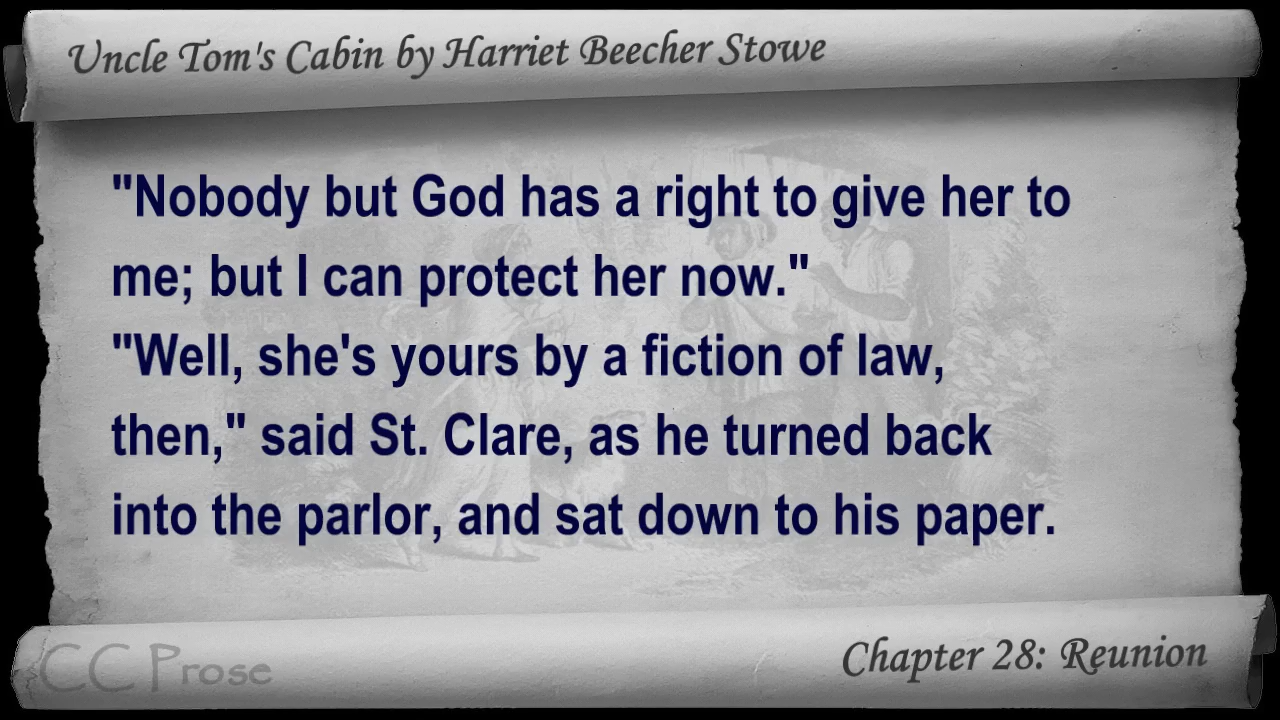 Uncle Tom's Cabin by Harriet Beecher Stowe
"Nobody but God has a right to give her to
me; but I can protect her now."
"Well, she's yours by a fiction of law,
then," said St. Clare, as he turned back
into the parlor, and sat down to his paper.
CC Prose
Chapter 28: Reunion